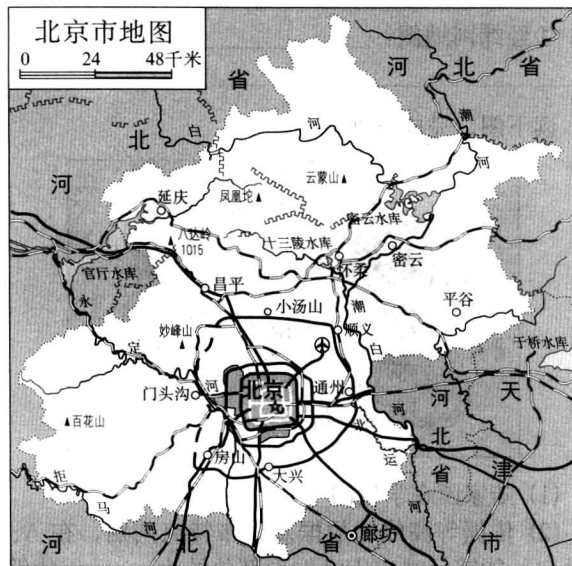 北京市地图
0 24 48千米
河 北 省
省
潮
北 白 河
河
河
云蒙山
凤凰坨
延庆
密云水库
八达岭
1015
十三陵水库
官厅水库
怀柔
密云
昌平
永
小汤山
潮
平谷
妙峰山
顺义
白
于桥水库
定
门头沟
河
北京
通州
河 天
百花山
河
北
北
运
省 津
房山
大兴
拒
马
河
河
河 北 省 廊坊 市